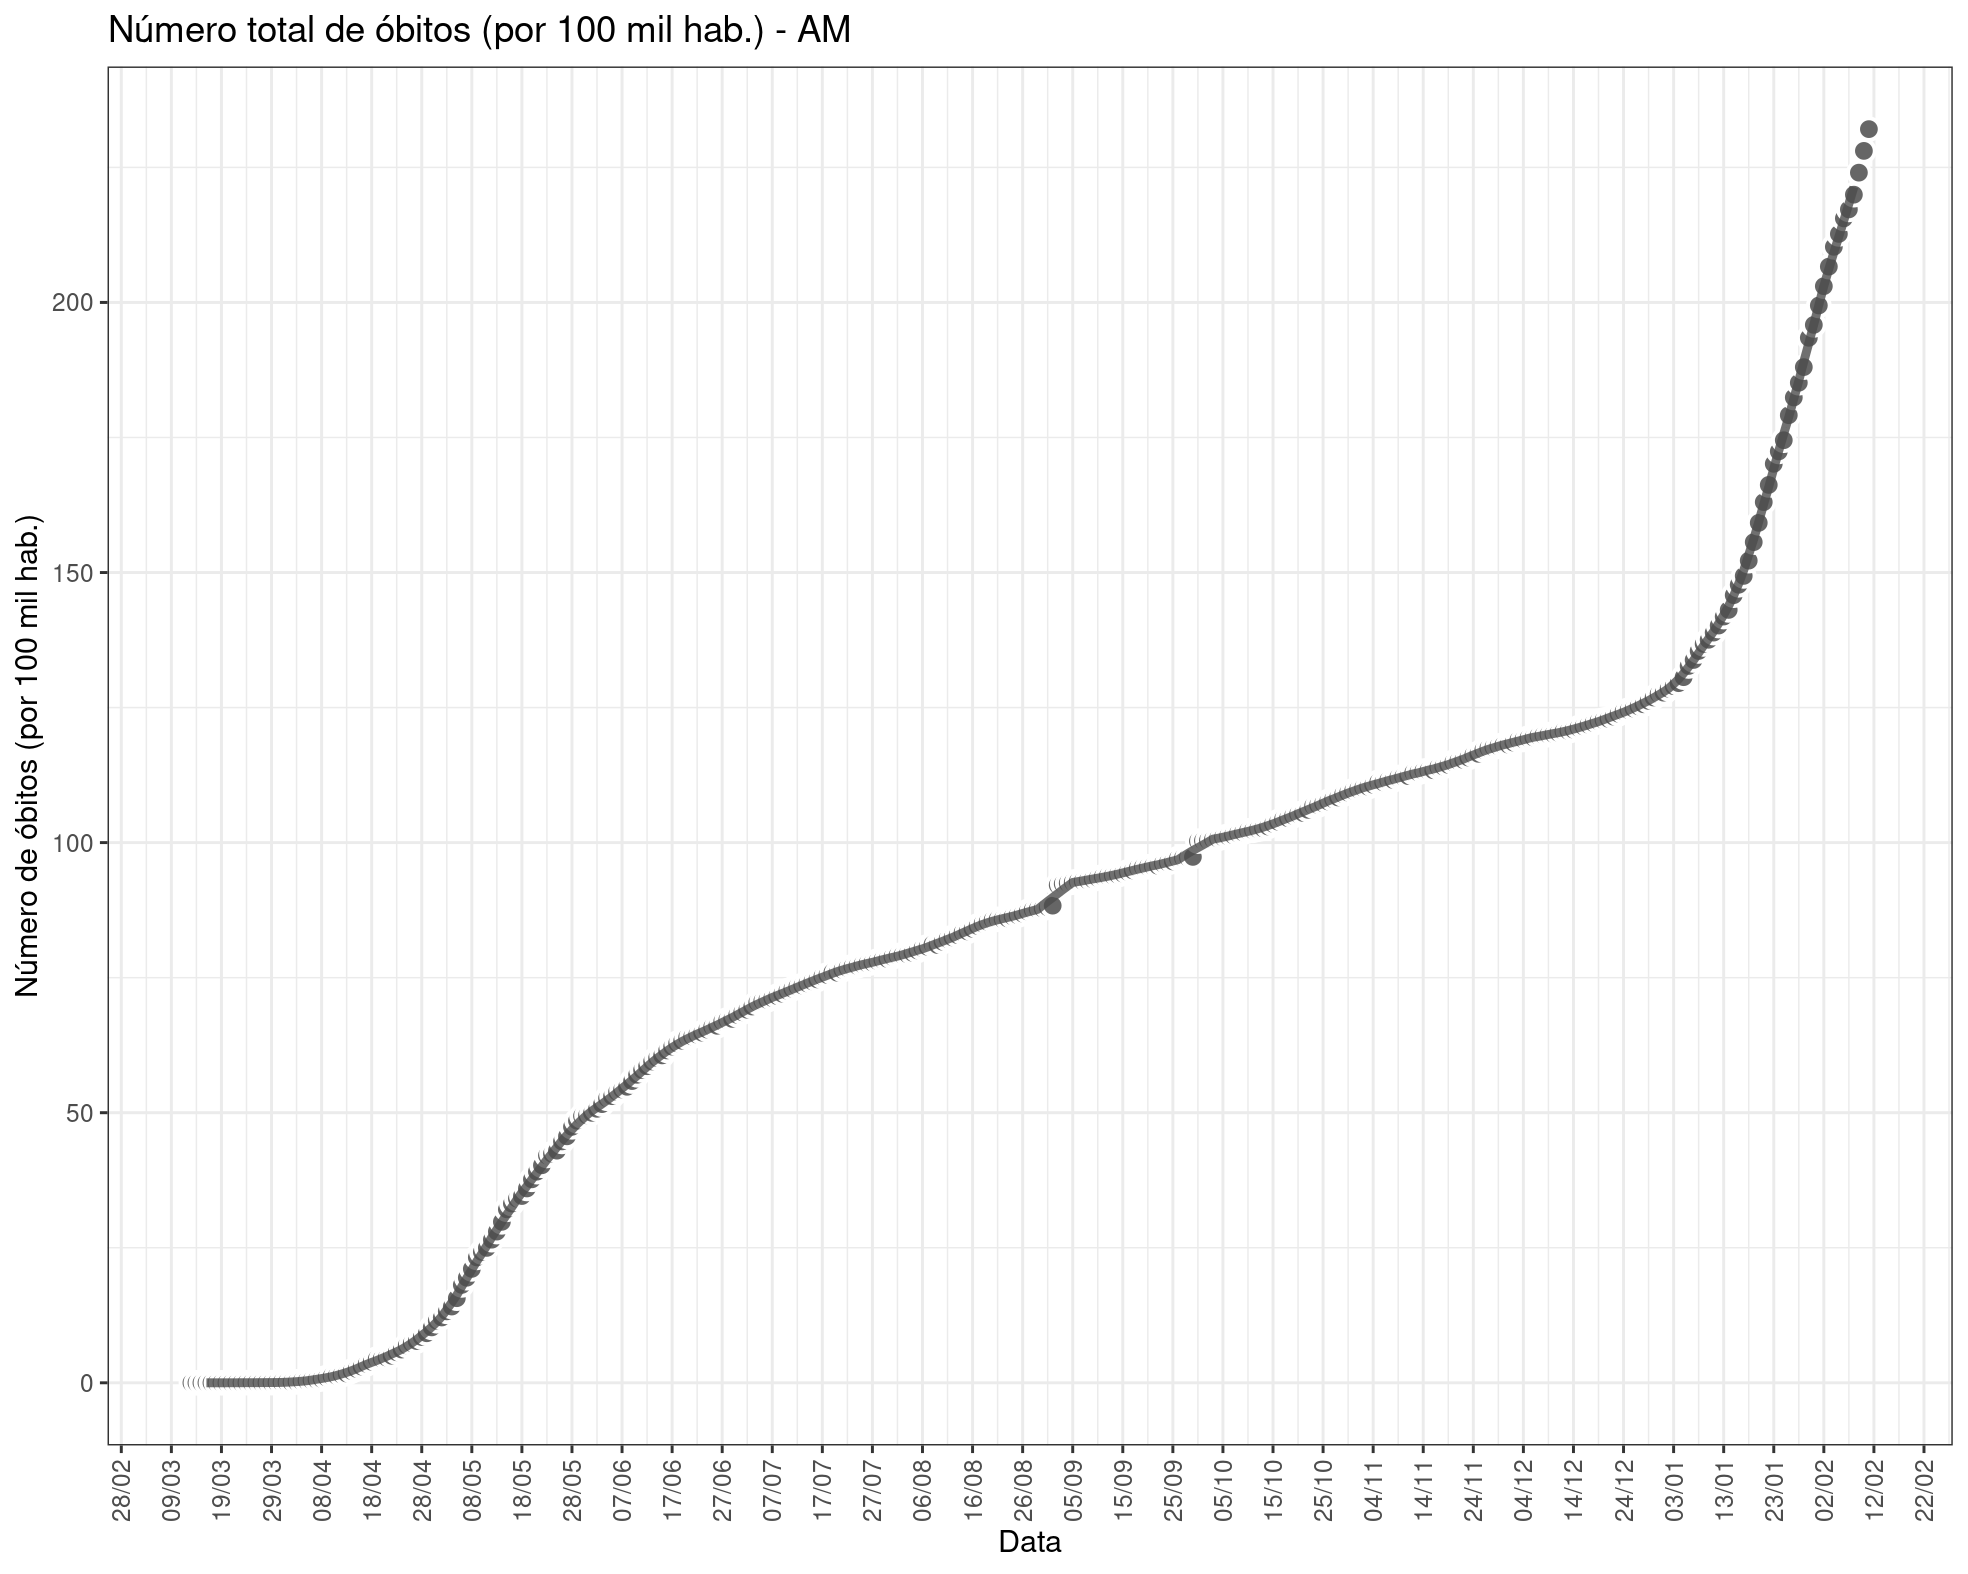 Número total de óbitos (por 100 mil hab.) - AM
Número de óbitos (por 100 mil hab.)
200
150
100
50
0
28/02 09/03 19/03 29/03 08/04 18/04 28/04 08/05 18/05 28/05 07/06 17/06 27/06 07/07 17/07 27/07 06/08 16/08 26/08 05/09 15/09 25/09 05/10 15/10 25/10 04/11 14/11 24/11 04/12 14/12 24/12 03/01 13/01 23/01 02/02 12/02 22/02
Data